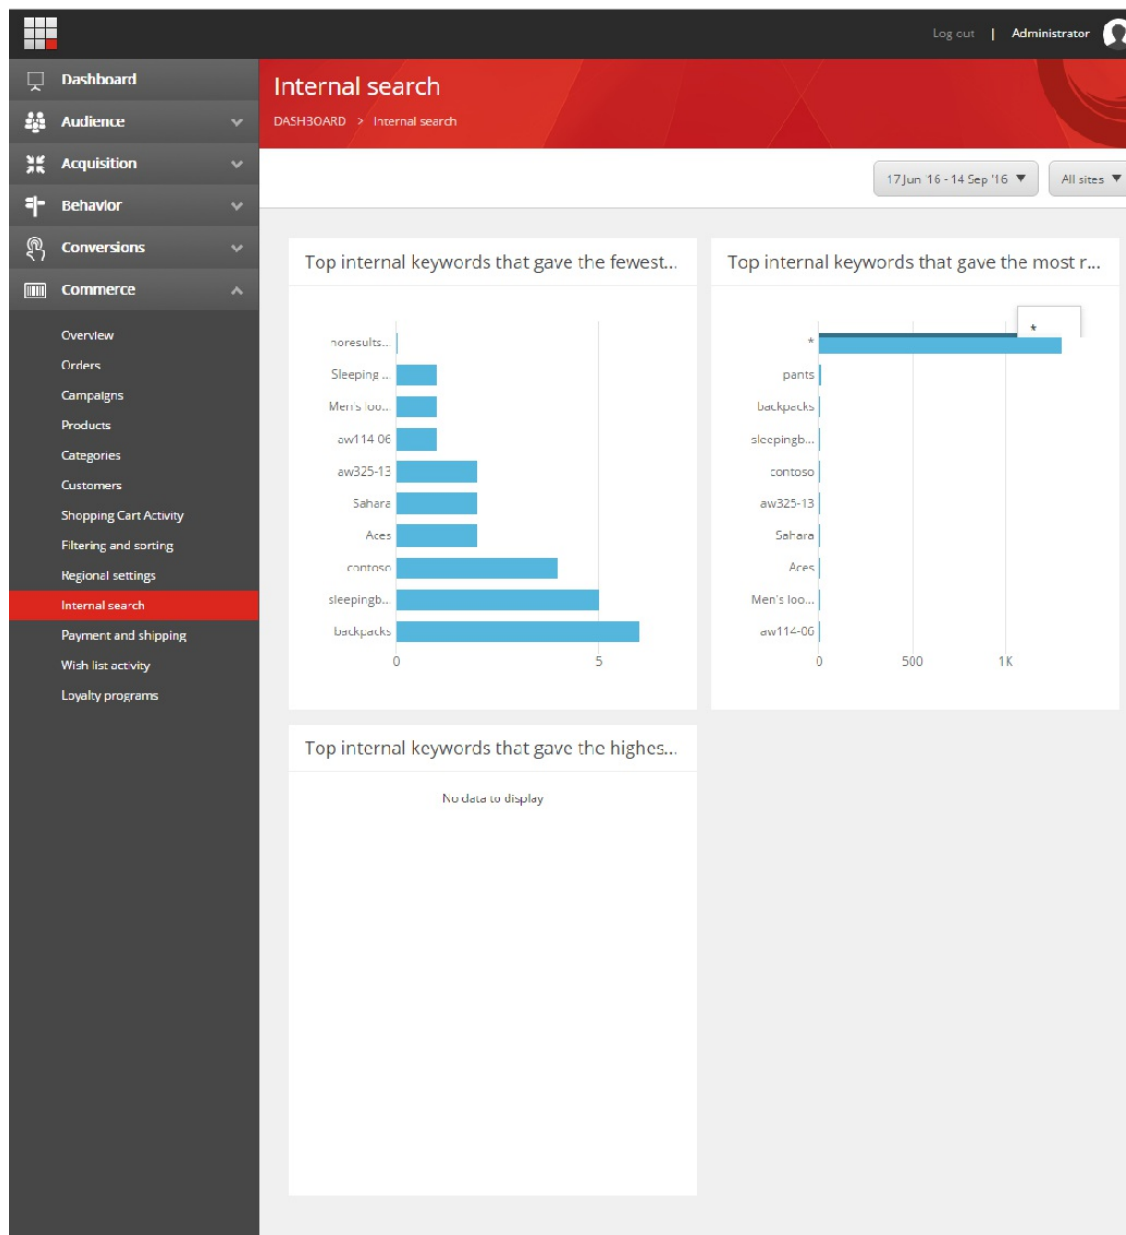 Log out | Administrator
Dashboard
Audience
Acquisition
Behavior
Conversions
Commerce
Overview
Orders
Campaigns
Products
Categories
Customers
Shopping Cart Activity
Filtering and sorting
Regional settings
Internal search
Payment and shipping
Wish list activity
Loyalty programs
Internal search
DASHBOARD > Internal search
17 Jun '16 - 14 Sep '16 ▼
All sites ▼
Top internal keywords that gave the fewest...
noresults...
Sleeping ...
Men's loo...
aw114-06
aw325-13
Sahara
Aces
contoso
sleepingb...
backpacks
0 5
Top internal keywords that gave the most r...
*
*
pants
backpacks
sleepingb...
contoso
aw325-13
Sahara
Aces
Men's loo...
aw114-06
0 500 1K
Top internal keywords that gave the highes...
No data to display